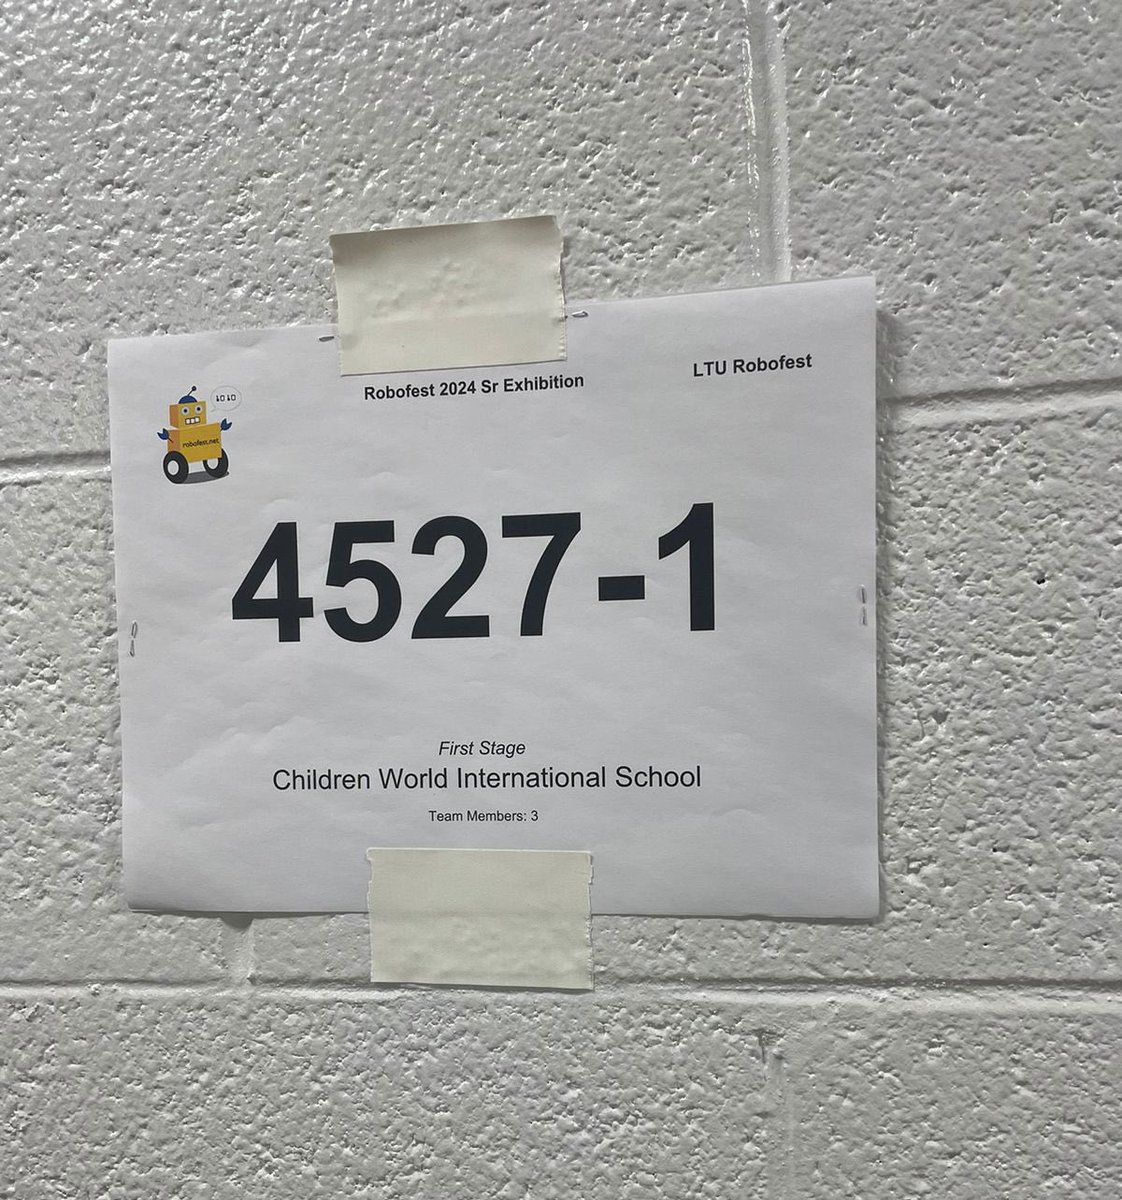 Robofest 2024 Sr Exhibition
LTU Robofest
robofest.net
4527-1
First Stage
Children World International School
Team Members: 3